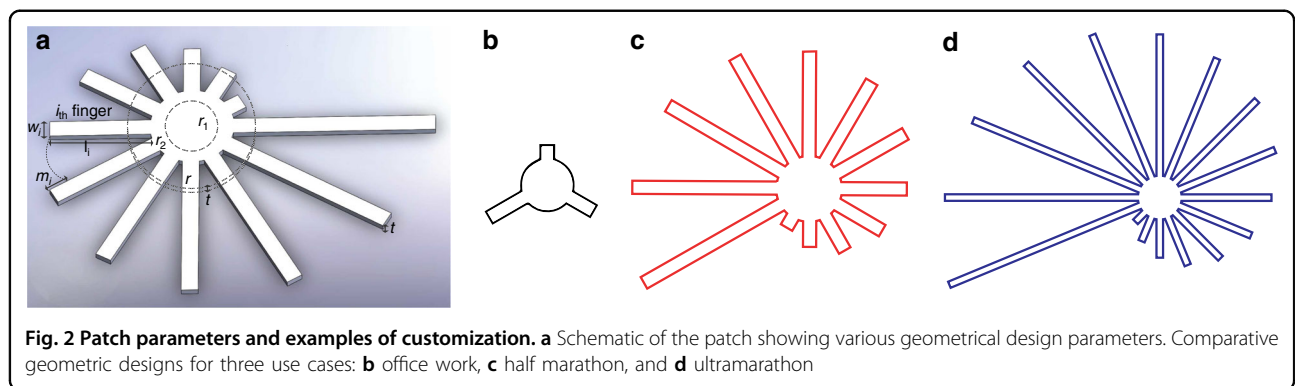 a
b
c
d
ith finger
wi
r1
li
r2
mi
r
t
t
Fig. 2 Patch parameters and examples of customization. a Schematic of the patch showing various geometrical design parameters. Comparative
geometric designs for three use cases: b office work, c half marathon, and d ultramarathon